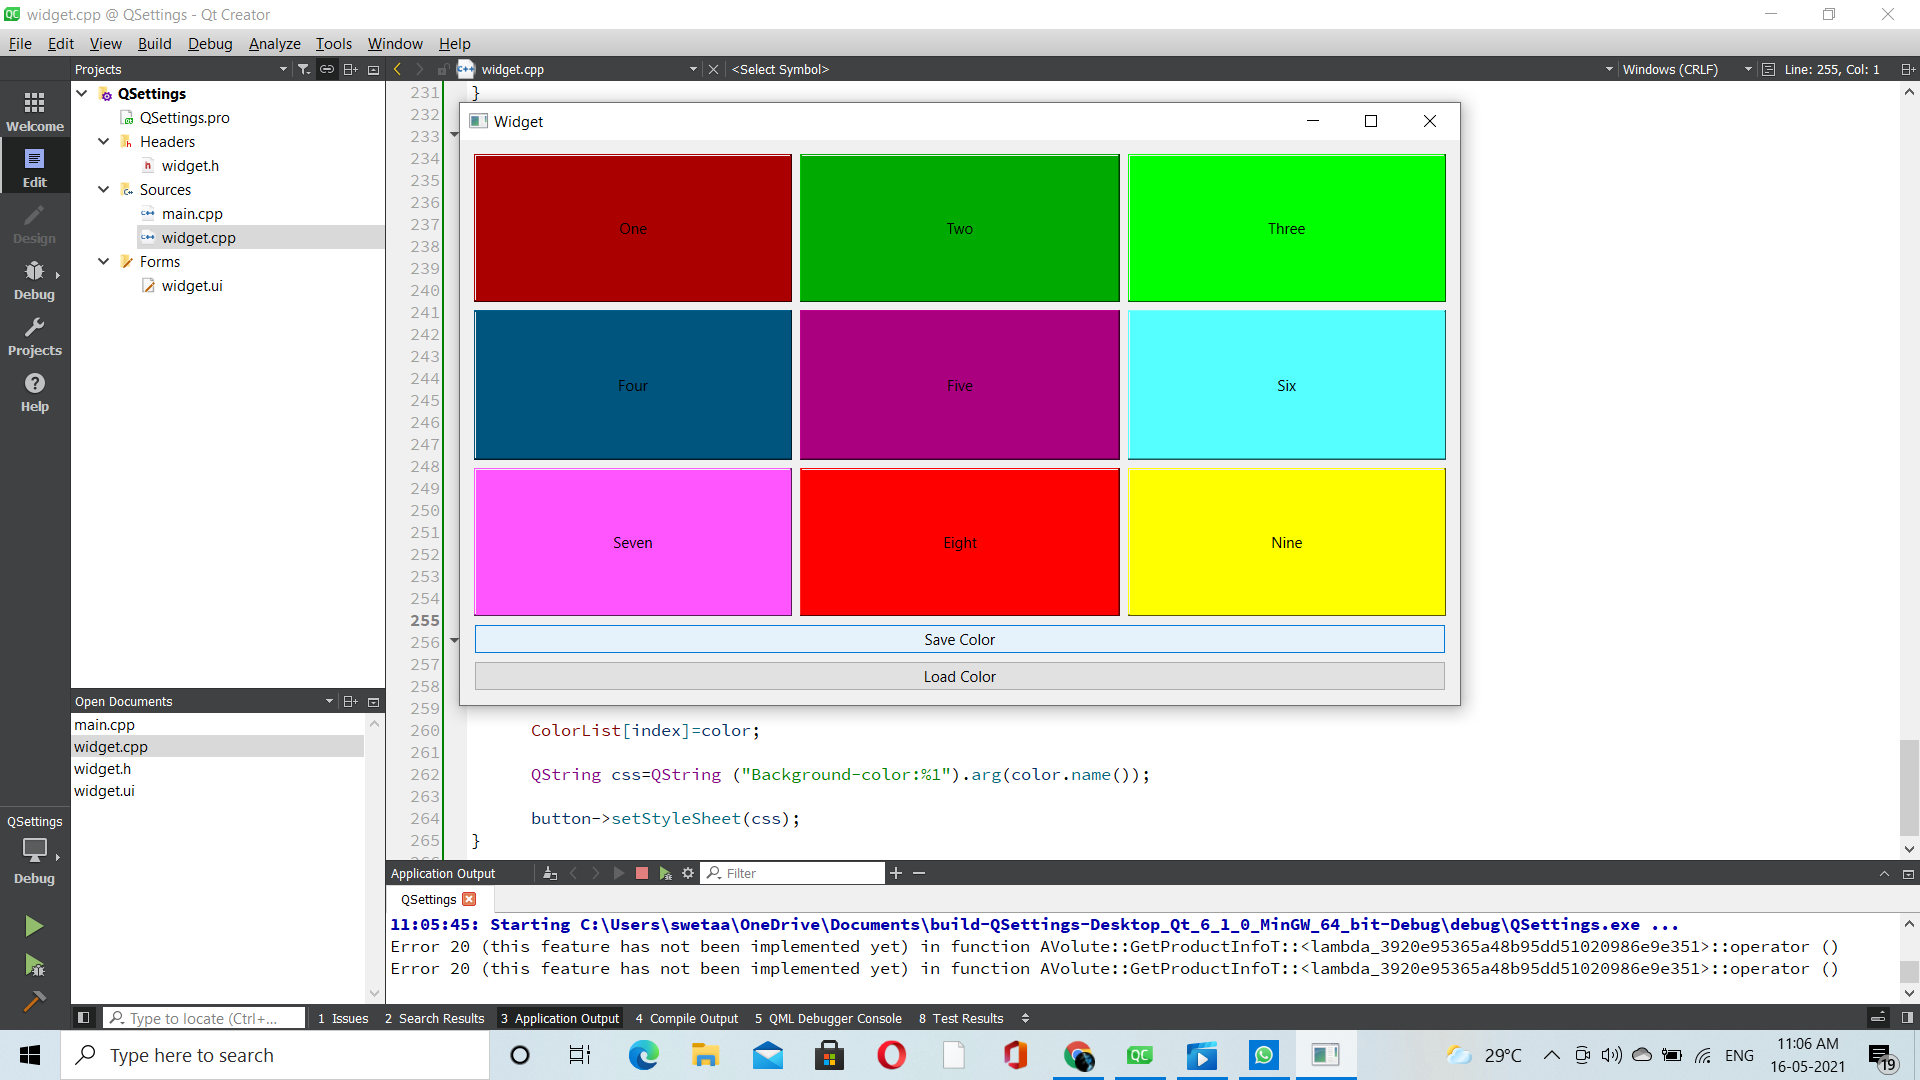 widget.cpp @ QSettings - Qt Creator
File Edit View Build Debug Analyze Tools Window Help
Projects
widget.cpp
<Select Symbol>
Windows (CRLF)
Line: 255, Col: 1
Welcome
Edit
Design
Debug
Projects
Help
QSettings
QSettings.pro
Headers
widget.h
Sources
main.cpp
widget.cpp
Forms
widget.ui
Open Documents
main.cpp
widget.cpp
widget.h
widget.ui
QSettings
Debug
231 }
232
233
234
235
236
237
238
239
240
241
242
243
244
245
246
247
248
249
250
251
252
253
254
255
256
257
258
259
260 ColorList[index]=color;
261
262 QString css=QString ("Background-color:%1").arg(color.name());
263
264 button->setStyleSheet(css);
265 }
Widget
One Two Three
Four Five Six
Seven Eight Nine
Save Color
Load Color
Application Output
Filter
QSettings
11:05:45: Starting C:\Users\swetaa\OneDrive\Documents\build-QSettings-Desktop_Qt_6_1_0_MinGW_64_bit-Debug\debug\QSettings.exe ...
Error 20 (this feature has not been implemented yet) in function AVolute::GetProductInfoT::<lambda_3920e95365a48b95dd51020986e9e351>::operator ()
Error 20 (this feature has not been implemented yet) in function AVolute::GetProductInfoT::<lambda_3920e95365a48b95dd51020986e9e351>::operator ()
Type to locate (Ctrl+...
1 Issues 2 Search Results 3 Application Output 4 Compile Output 5 QML Debugger Console 8 Test Results
Type here to search
29°C
ENG
11:06 AM
16-05-2021
19